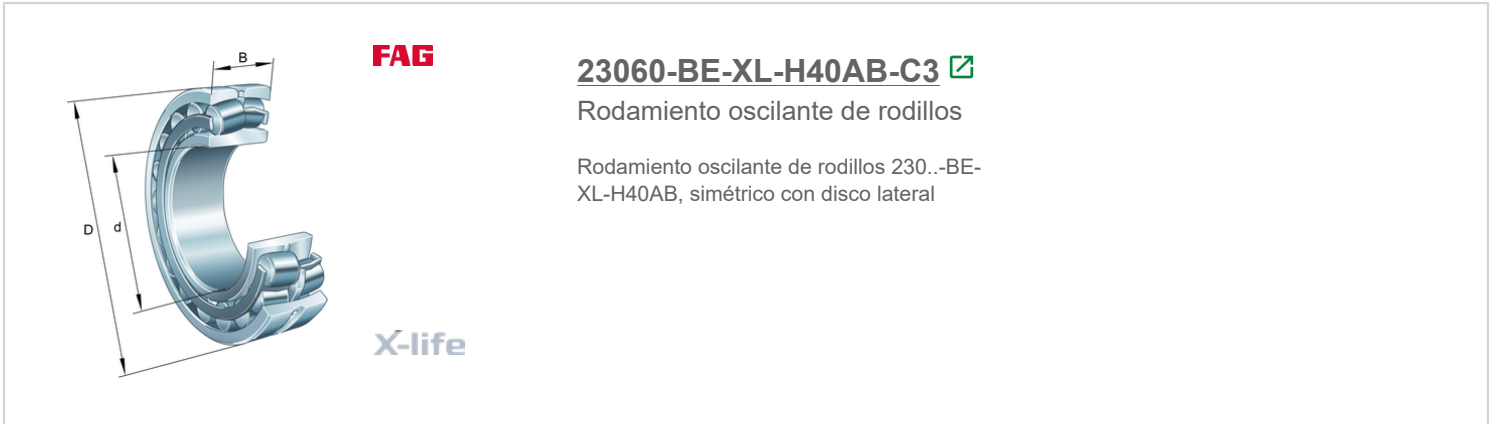 B
FAG
23060-BE-XL-H40AB-C3
Rodamiento oscilante de rodillos
Rodamiento oscilante de rodillos 230..-BE-
XL-H40AB, simétrico con disco lateral
D
d
X-life